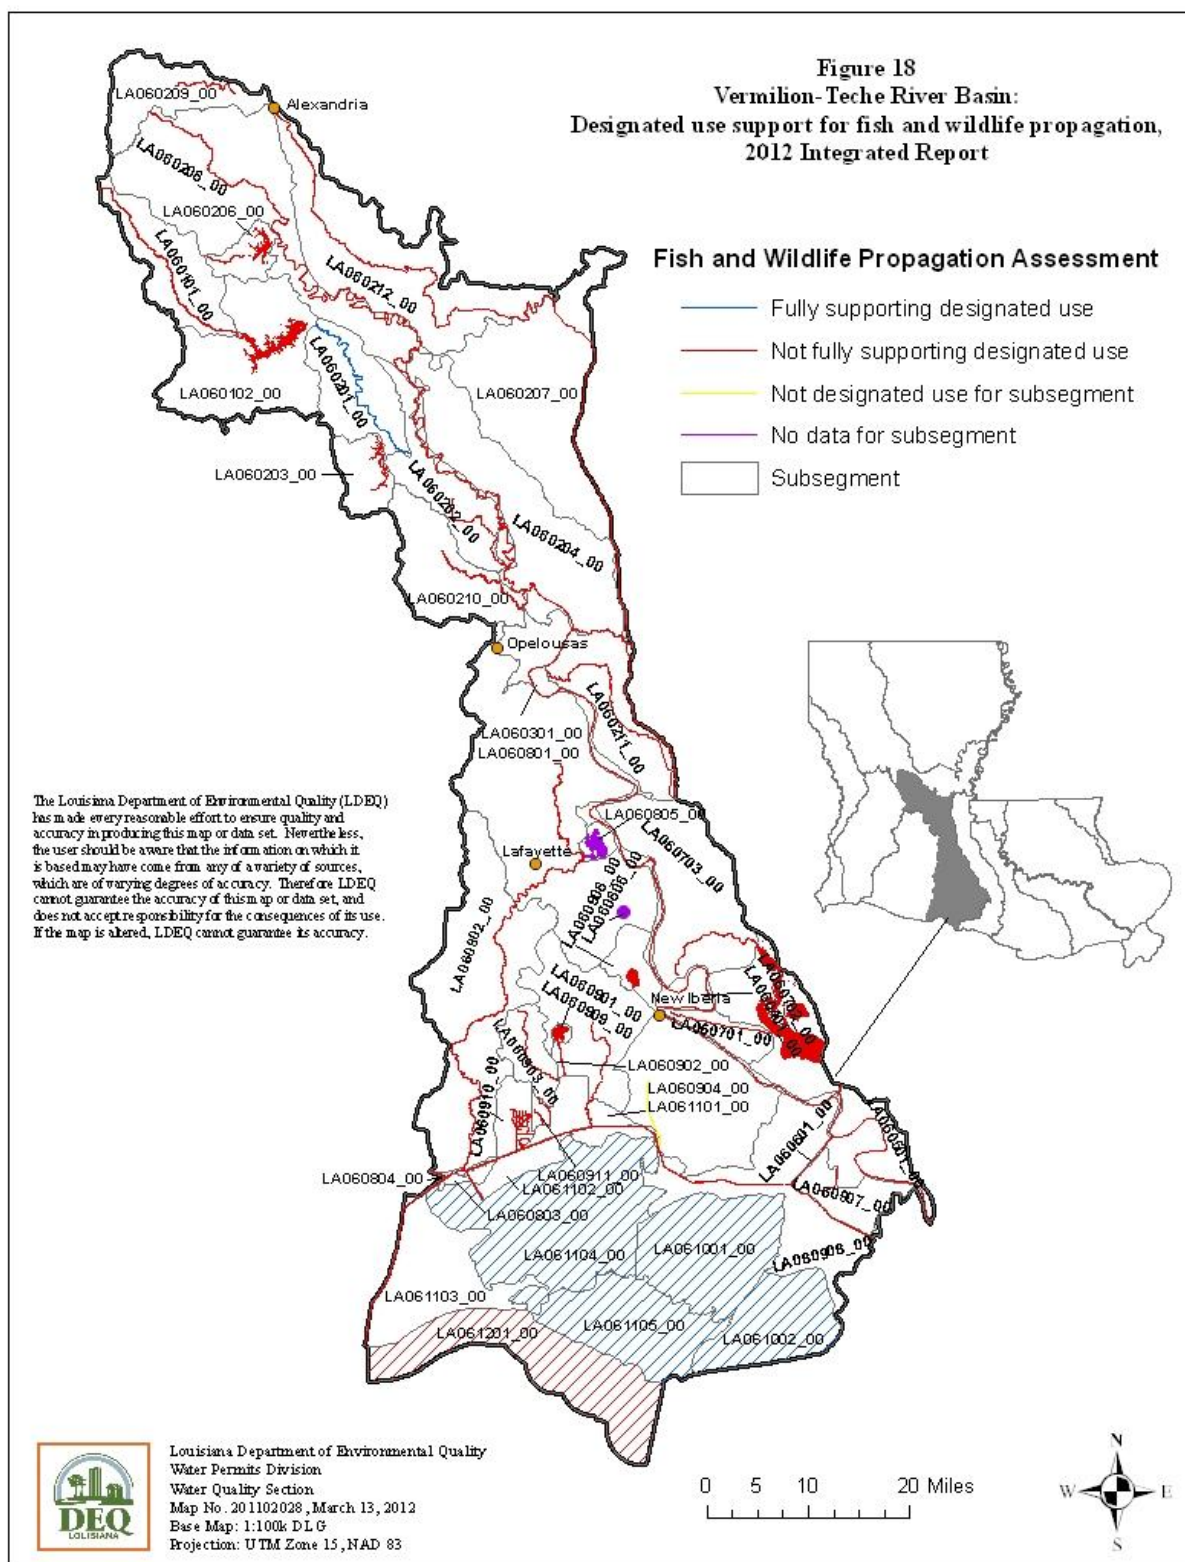 Figure 18
Vermilion-Teche River Basin:
Designated use support for fish and wildlife propagation,
2012 Integrated Report
Fish and Wildlife Propagation Assessment
Fully supporting designated use
Not fully supporting designated use
Not designated use for subsegment
No data for subsegment
Subsegment
LA060209_00
Alexandria
LA060208_00
LA060206_00
LA060101_00
LA060212_00
LA060102_00
LA060201_00
LA060207_00
LA060203_00
LA060202_00
LA060204_00
LA060210_00
Opelousas
LA060301_00
LA060801_00
LA060211_00
LA060805_00
LA060703_00
Lafayette
LA060802_00
The Louisiana Department of Environmental Quality (LDEQ)
has made every reasonable effort to ensure quality and
accuracy in producing this map or data set. Nevertheless,
the user should be aware that the information on which it
is based may have come from any of a variety of sources,
which are of varying degrees of accuracy. Therefore LDEQ
cannot guarantee the accuracy of this map or data set, and
does not accept responsibility for the consequences of its use.
If the map is altered, LDEQ cannot guarantee its accuracy.
LA060901_00
LA060909_00
New Iberia
LA060702_00
LA060701_00
LA060903_00
LA060910_00
LA060902_00
LA060904_00
LA061101_00
LA060601_00
LA060907_00
LA060804_00
LA060911_00
LA061102_00
LA060803_00
LA061104_00
LA061001_00
LA060906_00
LA061103_00
LA061105_00
LA061002_00
LA061201_00
DEQ
LOUISIANA
Louisiana Department of Environmental Quality
Water Permits Division
Water Quality Section
Map No. 201102028, March 13, 2012
Base Map: 1:100k DLG
Projection: UTM Zone 15, NAD 83
0 5 10 20 Miles
N
W E
S